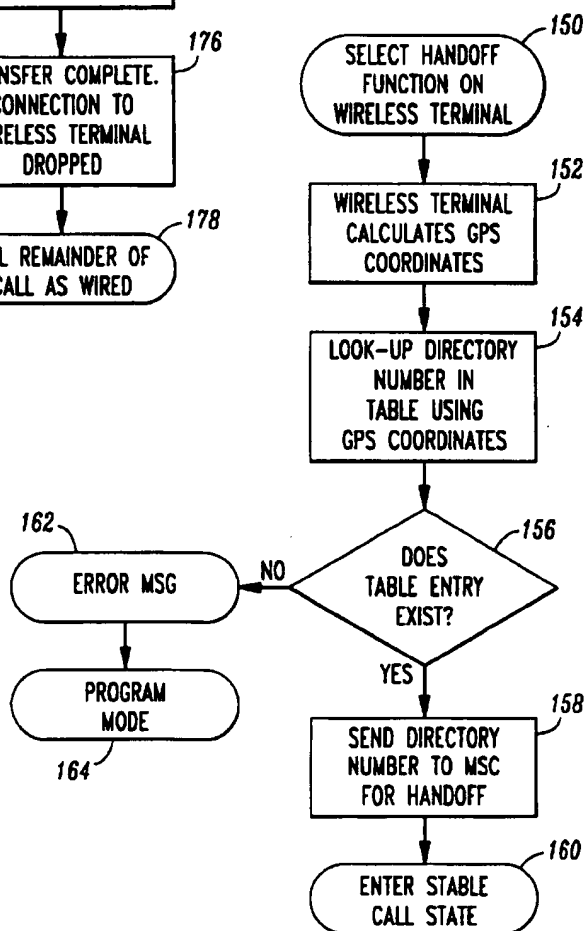 176
NSFER COMPLETE.
ONNECTION TO
RELESS TERMINAL
DROPPED
178
L REMAINDER OF
CALL AS WIRED
150
SELECT HANDOFF
FUNCTION ON
WIRELESS TERMINAL
152
WIRELESS TERMINAL
CALCULATES GPS
COORDINATES
154
LOOK-UP DIRECTORY
NUMBER IN
TABLE USING
GPS COORDINATES
156
DOES
TABLE ENTRY
EXIST?
NO
162
ERROR MSG
PROGRAM
MODE
164
YES
158
SEND DIRECTORY
NUMBER TO MSC
FOR HANDOFF
160
ENTER STABLE
CALL STATE